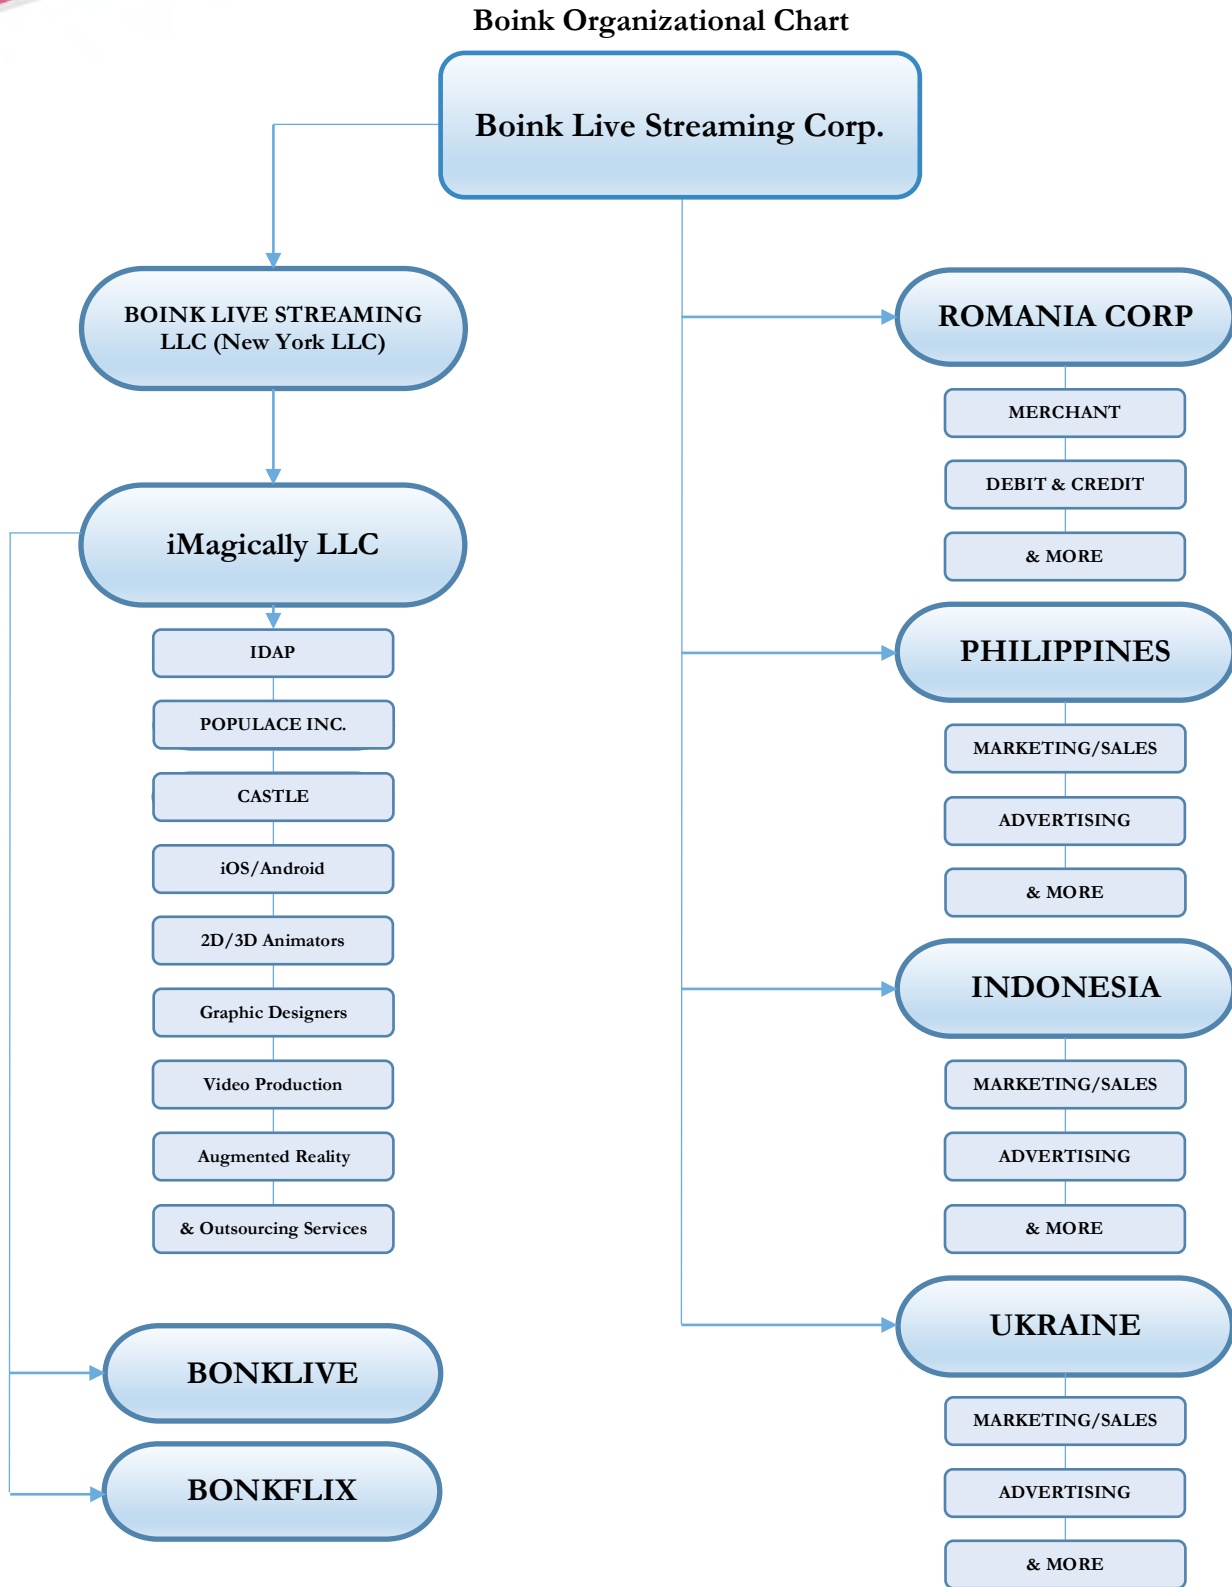 Boink Organizational Chart
Boink Live Streaming Corp.
BOINK LIVE STREAMING
LLC (New York LLC)
iMagically LLC
IDAP
POPULACE INC.
CASTLE
iOS/Android
2D/3D Animators
Graphic Designers
Video Production
Augmented Reality
& Outsourcing Services
BONKLIVE
BONKFLIX
ROMANIA CORP
MERCHANT
DEBIT & CREDIT
& MORE
PHILIPPINES
MARKETING/SALES
ADVERTISING
& MORE
INDONESIA
MARKETING/SALES
ADVERTISING
& MORE
UKRAINE
MARKETING/SALES
ADVERTISING
& MORE